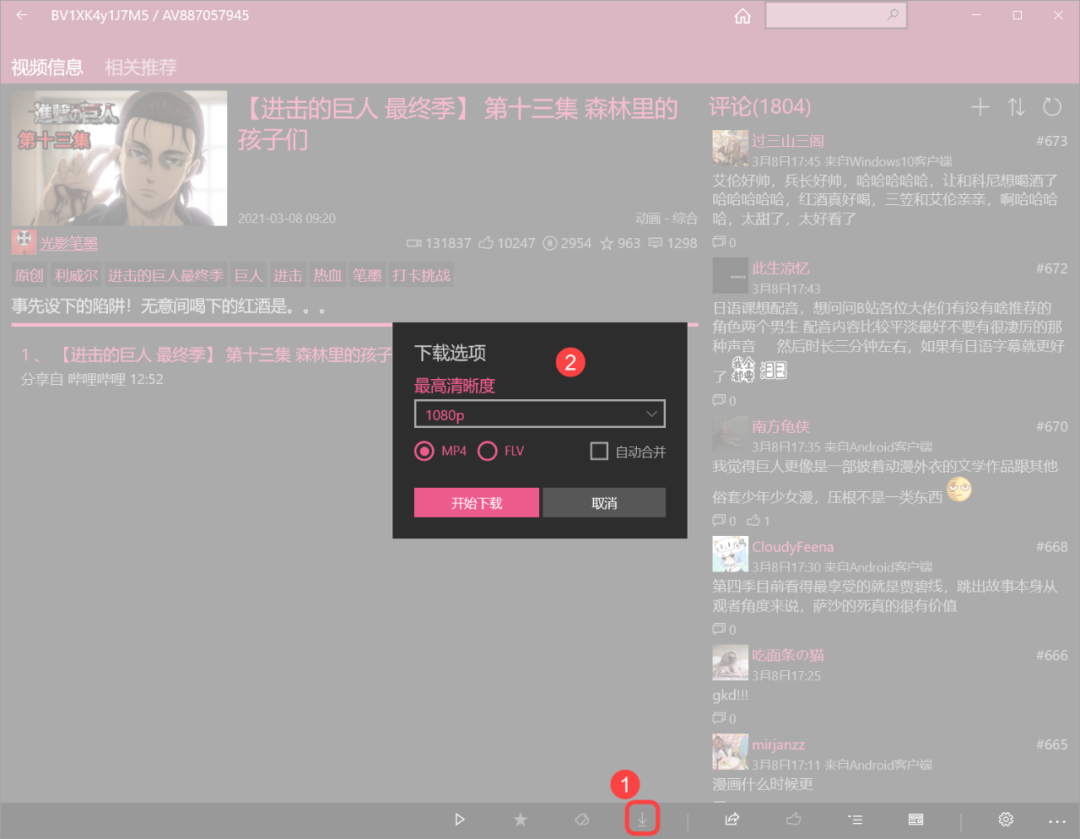 BV1XK4y1J7M5 / AV887057945
视频信息 相关推荐
進撃の巨人
第十三集
【进击的巨人 最终季】 第十三集 森林里的
孩子们
2021-03-08 09:20
动画 - 综合
光影笔墨
131837 10247 2954 963 1298
原创 利威尔 进击的巨人最终季 巨人 进击 热血 笔墨 打卡挑战
事先设下的陷阱！无意间喝下的红酒是。。。
1 、 【进击的巨人 最终季】 第十三集 森林里的孩子
分享自 哔哩哔哩 12:52
下载选项
2
最高清晰度
1080p
MP4 FLV 自动合并
开始下载 取消
评论(1804)
过三山三阁 #673
3月8日17:45 来自Windows10客户端
艾伦好帅，兵长好帅，哈哈哈哈哈，让和科尼想喝酒了
哈哈哈哈哈，红酒真好喝，三笠和艾伦亲亲，啊哈哈哈
哈，太甜了，太好看了
0
此生凉忆 #672
3月8日17:43
日语课想配音，想问问B站各位大佬们有没有啥推荐的
角色两个男生 配音内容比较平淡最好不要有很凄厉的那
种声音 然后时长三分钟左右，如果有日语字幕就更好
了
0
南方龟侠 #670
3月8日17:35 来自Android客户端
我觉得巨人更像是一部披着动漫外衣的文学作品跟其他
俗套少年少女漫，压根不是一类东西
0 1
CloudyFeena #668
3月8日17:30 来自Android客户端
第四季目前看得最享受的就是贾碧线，跳出故事本身从
观者角度来说，萨沙的死真的很有价值
0
吃面条の猫 #666
3月8日17:25
gkd!!!
0
mirjanzz #665
3月8日17:11 来自Android客户端
漫画什么时候更
1